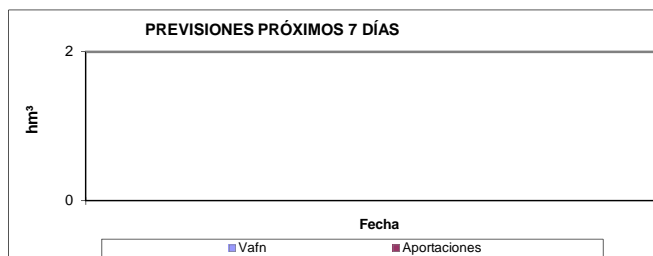 PREVISIONES PRÓXIMOS 7 DÍAS
2
hm³
0
Fecha
Vafn Aportaciones